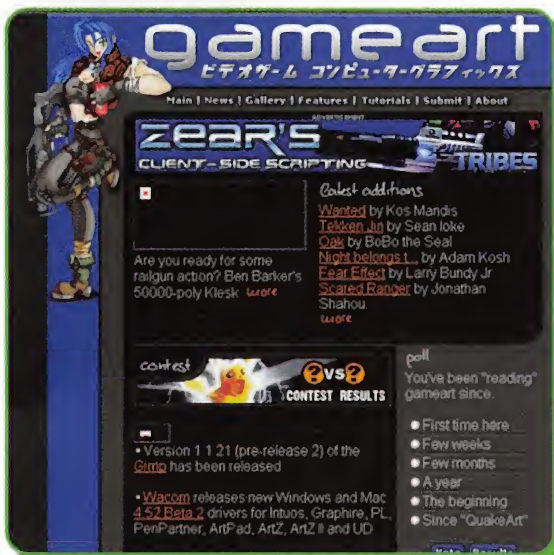 gameart
ビデオゲーム コンピューターグラフィックス
Main | News | Gallery | Features | Tutorials | Submit | About
ADVERTISEMENT
ZEAR'S
CLIENT-SIDE SCRIPTING
TRIBES
Latest additions
Wanted by Kos Mandis
Tekken Jin by Sean loke
Oak by BoBo the Seal
Night belongs t... by Adam Kosh
Fear Effect by Larry Bundy Jr
Scared Ranger by Jonathan
Shahou
more
Are you ready for some
railgun action? Ben Barker's
50000-poly Klesk more
contest
?VS?
CONTEST RESULTS
• Version 1 1 21 (pre-release 2) of the
Gimp has been released
• Wacom releases new Windows and Mac
4.52 Beta 2 drivers for Intuos, Graphire, PL,
PenPartner, ArtPad, ArtZ, ArtZ II and UD
poll
You've been "reading"
gameart since.
First time here
Few weeks
Few months
A year
The beginning
Since "QuakeArt"
Vote Results